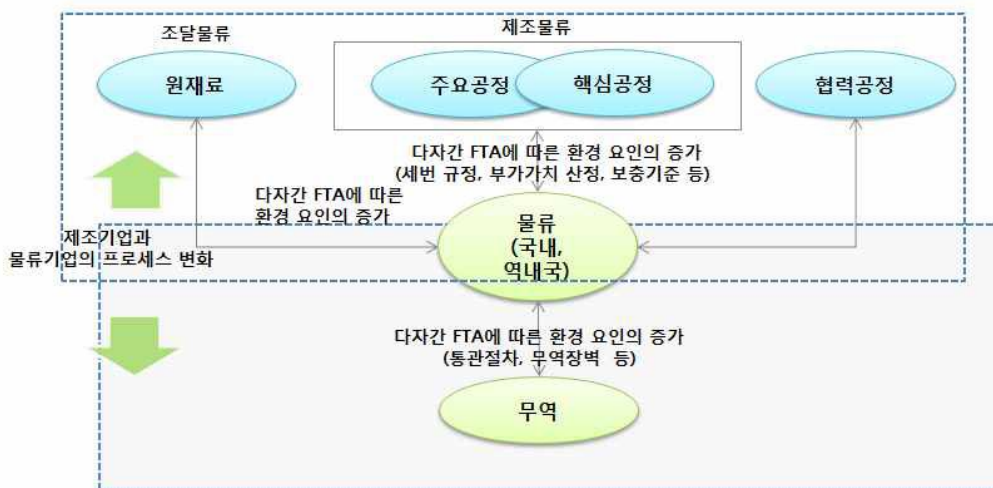 조달물류
제조물류
원재료
주요공정
핵심공정
협력공정
다자간 FTA에 따른 환경 요인의 증가
(세번 규정, 부가가치 산정, 보충기준 등)
다자간 FTA에 따른
환경 요인의 증가
물류
(국내,
역내국)
제조기업과
물류기업의 프로세스 변화
다자간 FTA에 따른 환경 요인의 증가
(통관절차, 무역장벽 등)
무역